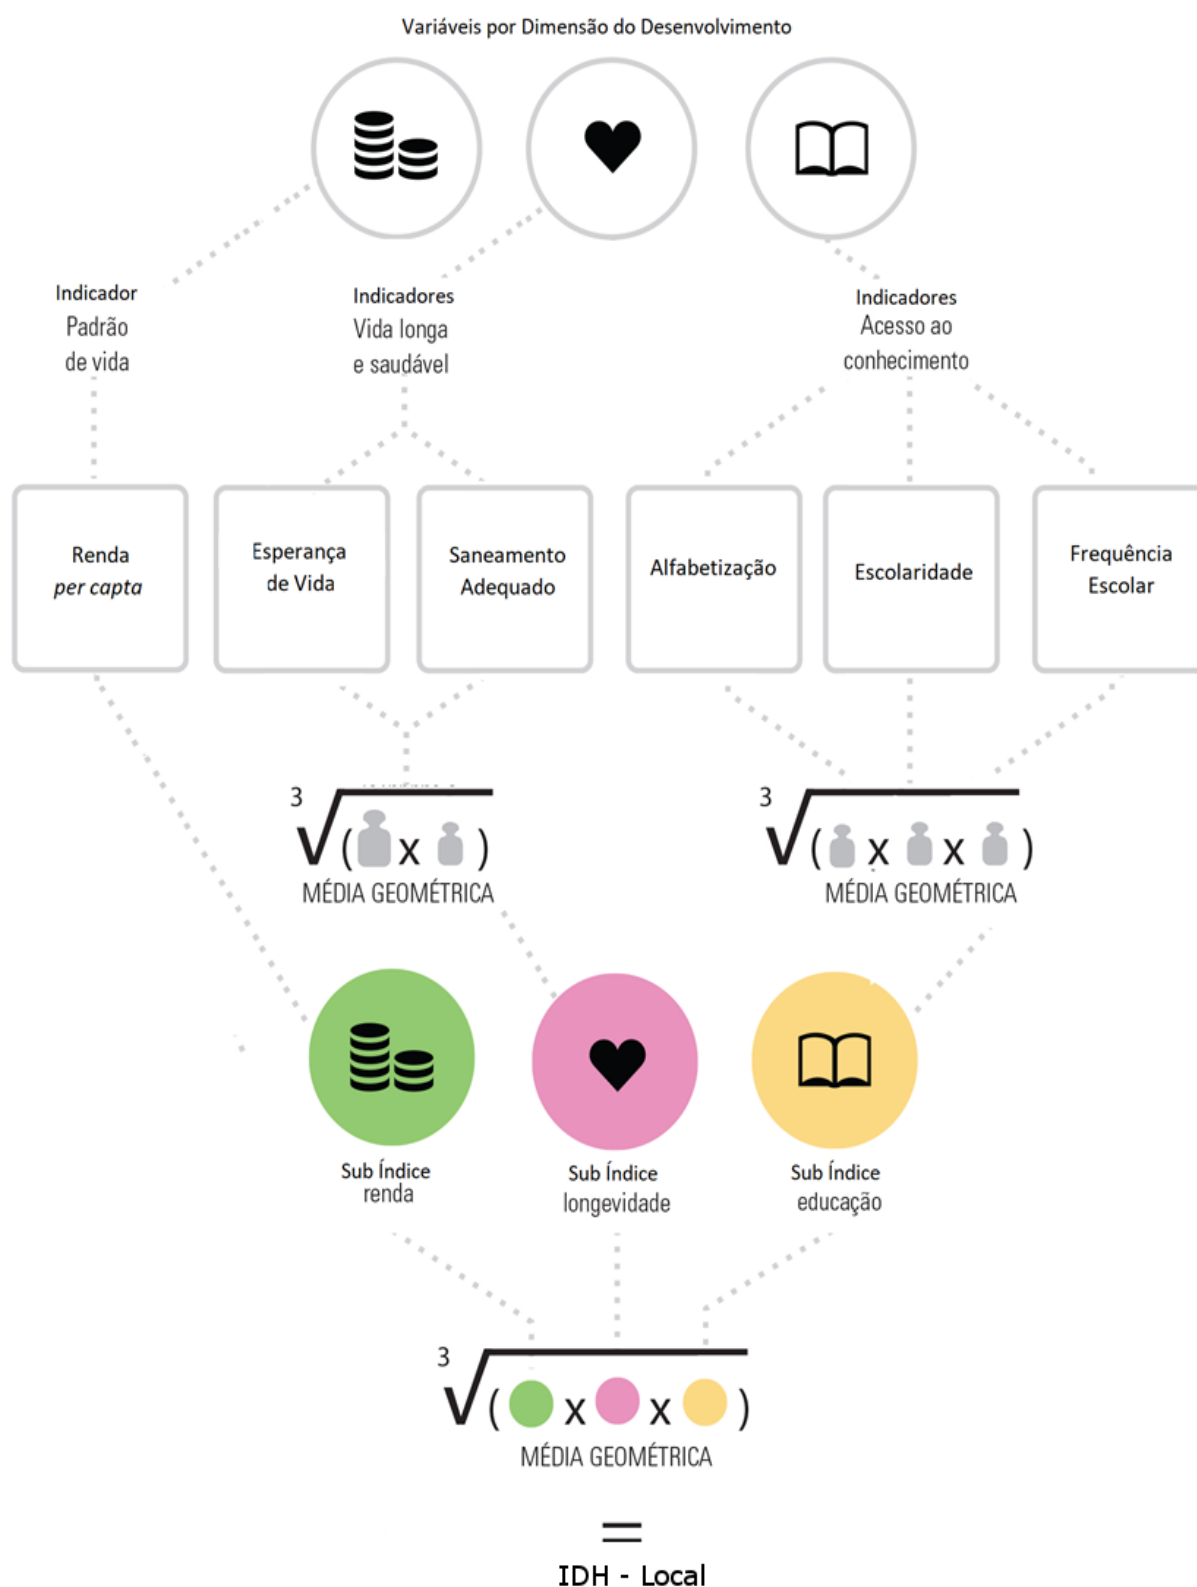 Variáveis por Dimensão do Desenvolvimento
Indicador
Padrão
de vida
Indicadores
Vida longa
e saudável
Indicadores
Acesso ao
conhecimento
Renda
per capta
Esperança
de Vida
Saneamento
Adequado
Alfabetização
Escolaridade
Frequência
Escolar
3
√( x )
MÉDIA GEOMÉTRICA
3
√( x x )
MÉDIA GEOMÉTRICA
Sub Índice
renda
Sub Índice
longevidade
Sub Índice
educação
3
√( x x )
MÉDIA GEOMÉTRICA
=
IDH - Local